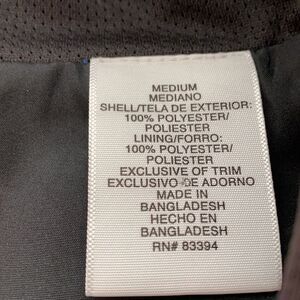 MEDIUM
MEDIANO
SHELL/TELA DE EXTERIOR:
100% POLYESTER/
POLIESTER
LINING/FORRO:
100% POLYESTER/
POLIESTER
EXCLUSIVE OF TRIM
EXCLUSIVO DE ADORNO
MADE IN
BANGLADESH
HECHO EN
BANGLADESH
RN# 83394